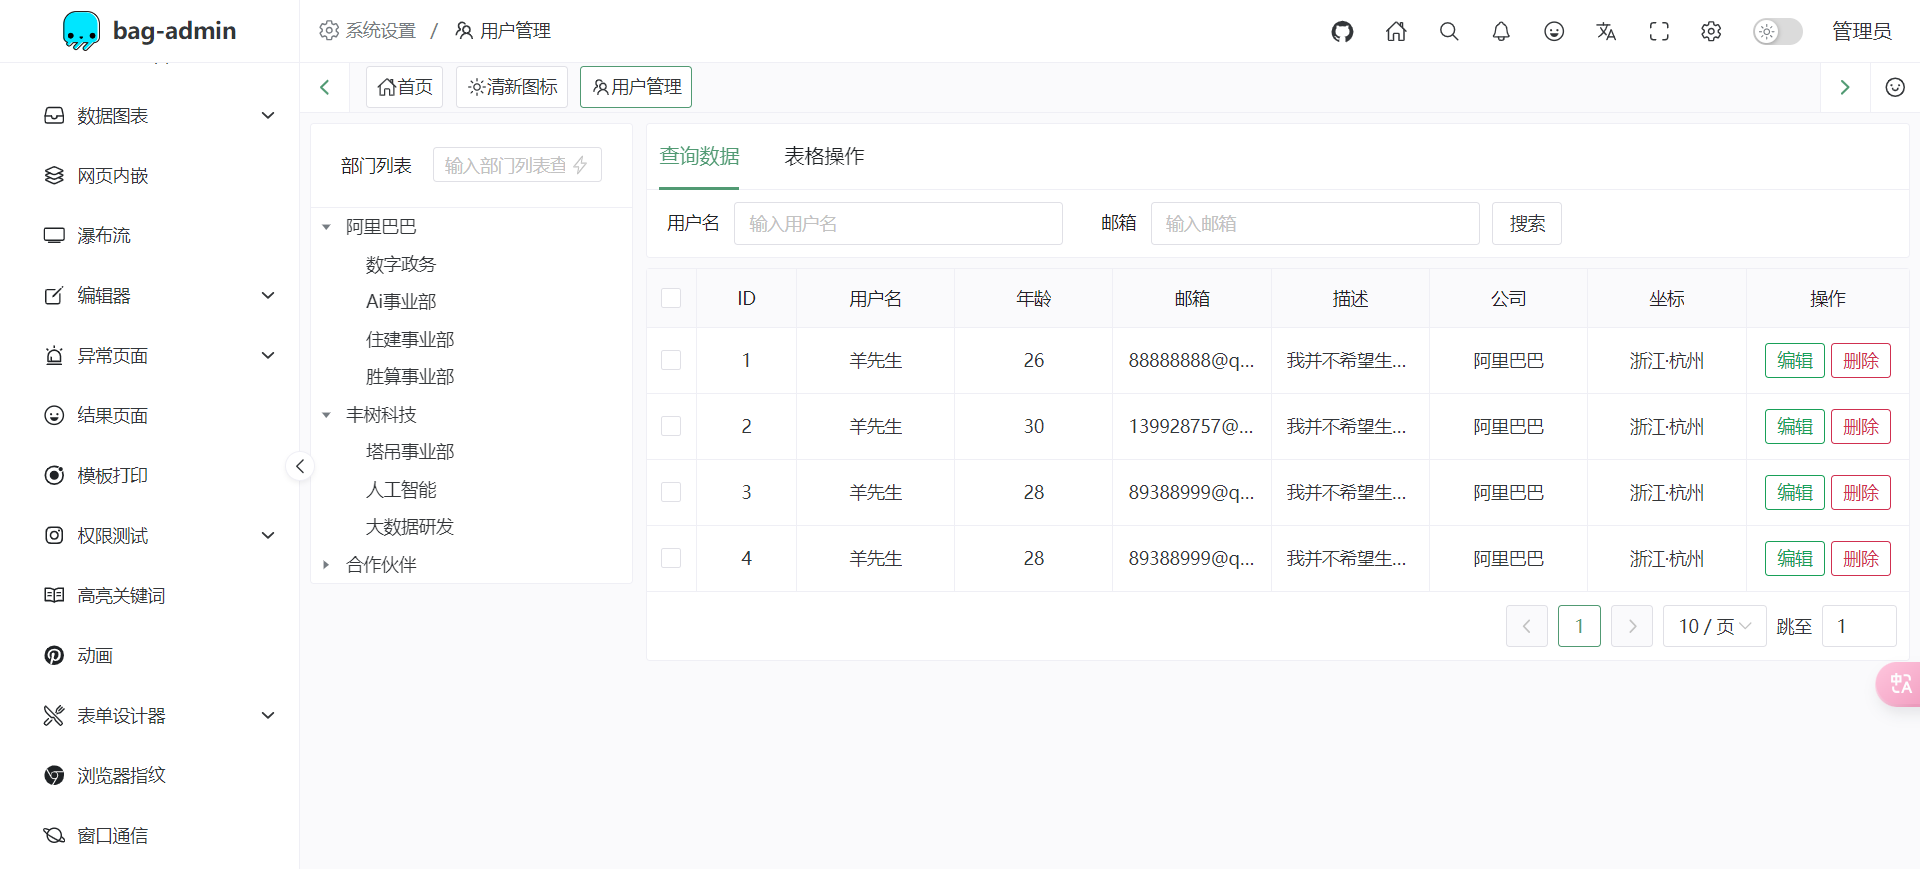 bag-admin
系统设置 / 用户管理
管理员
首页
清新图标
用户管理
数据图表
网页内嵌
瀑布流
编辑器
异常页面
结果页面
模板打印
权限测试
高亮关键词
动画
表单设计器
浏览器指纹
窗口通信
部门列表 输入部门列表查
阿里巴巴
数字政务
Ai事业部
住建事业部
胜算事业部
丰树科技
塔吊事业部
人工智能
大数据研发
合作伙伴
查询数据 表格操作
用户名 输入用户名 邮箱 输入邮箱 搜索
ID 用户名 年龄 邮箱 描述 公司 坐标 操作
1 羊先生 26 88888888@q... 我并不希望生... 阿里巴巴 浙江·杭州 编辑 删除
2 羊先生 30 139928757@... 我并不希望生... 阿里巴巴 浙江·杭州 编辑 删除
3 羊先生 28 89388999@q... 我并不希望生... 阿里巴巴 浙江·杭州 编辑 删除
4 羊先生 28 89388999@q... 我并不希望生... 阿里巴巴 浙江·杭州 编辑 删除
1 10 / 页 跳至 1